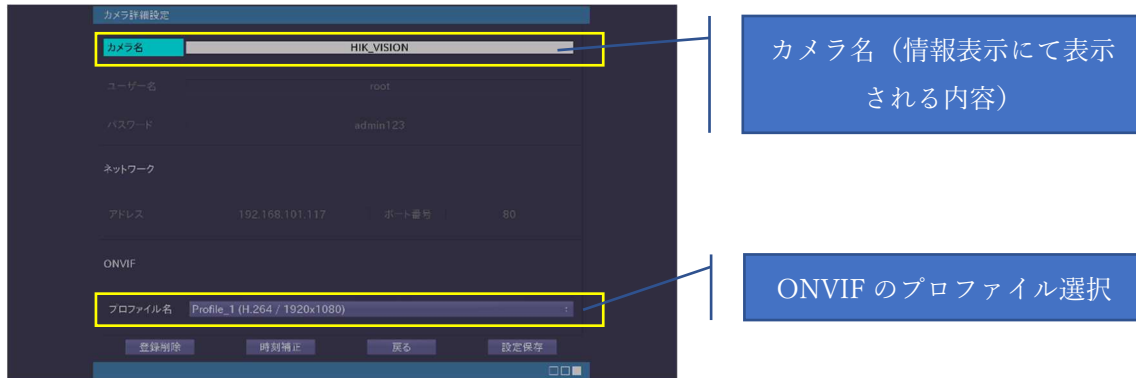 カメラ詳細設定
カメラ名 HIK_VISION
ユーザー名 root
パスワード admin123
ネットワーク
アドレス 192.168.101.117 ポート番号 80
ONVIF
プロファイル名 Profile_1 (H.264 / 1920x1080)
登録削除 時刻補正 戻る 設定保存
カメラ名（情報表示にて表示
される内容）
ONVIF のプロファイル選択